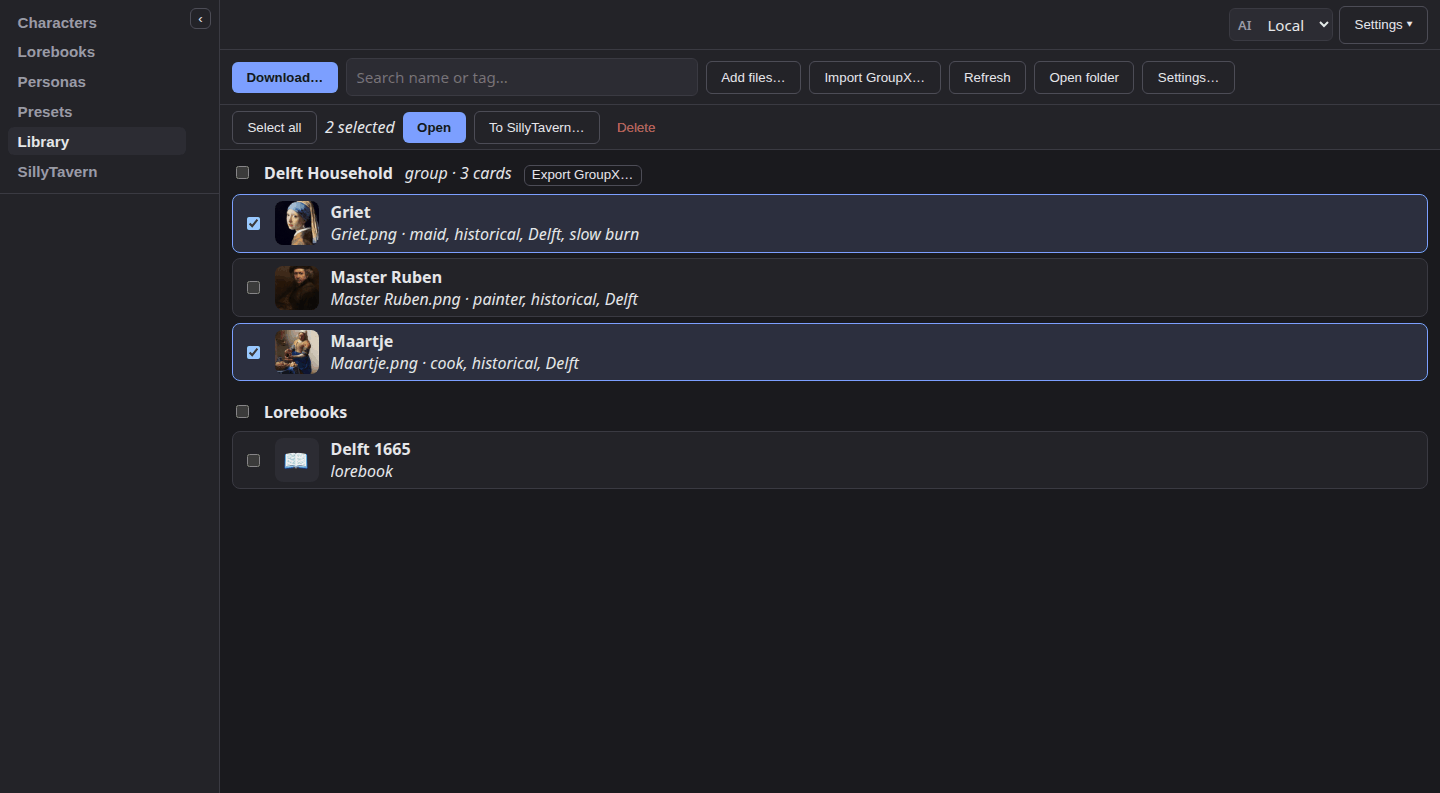 Characters
‹
Lorebooks
Personas
Presets
Library
SillyTavern
AI Local
Settings ▾
Download…
Search name or tag…
Add files…
Import GroupX…
Refresh
Open folder
Settings…
Select all
2 selected
Open
To SillyTavern…
Delete
Delft Household group · 3 cards Export GroupX…
Griet
Griet.png · maid, historical, Delft, slow burn
Master Ruben
Master Ruben.png · painter, historical, Delft
Maartje
Maartje.png · cook, historical, Delft
Lorebooks
Delft 1665
lorebook